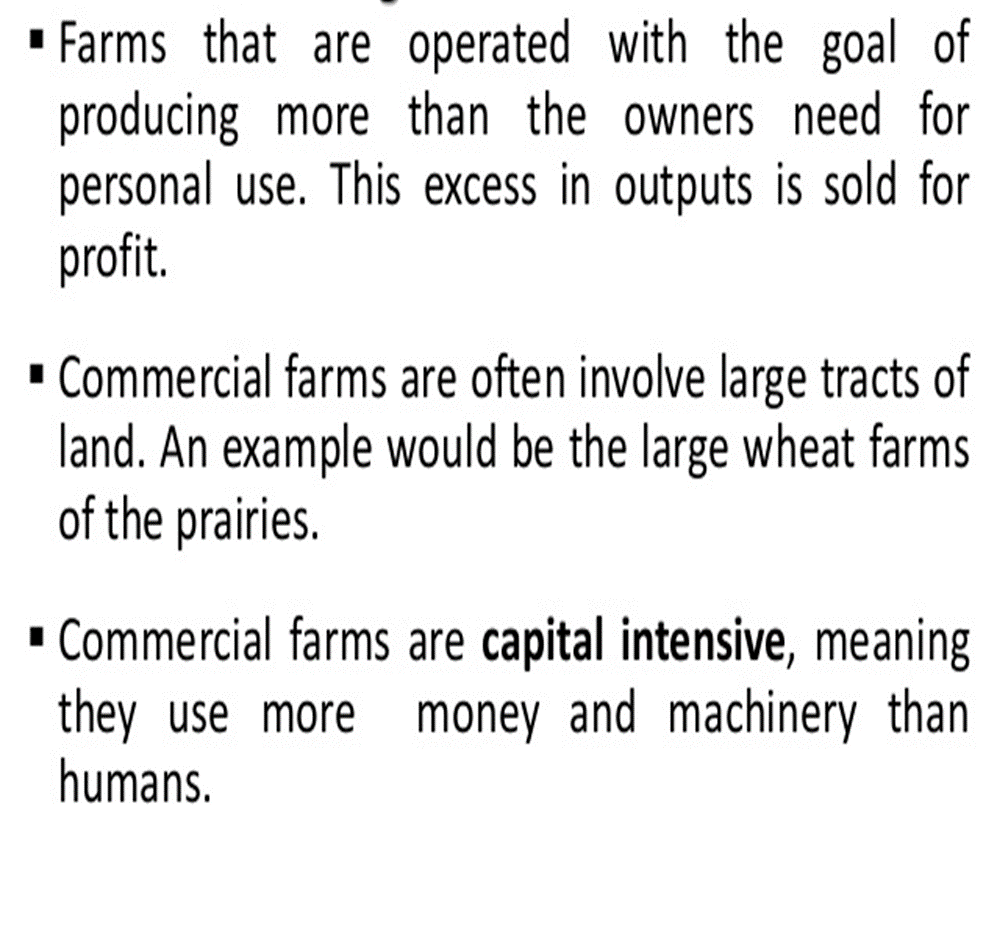 ▪ Farms that are operated with the goal of
producing more than the owners need for
personal use. This excess in outputs is sold for
profit.
▪ Commercial farms are often involve large tracts of
land. An example would be the large wheat farms
of the prairies.
▪ Commercial farms are capital intensive, meaning
they use more money and machinery than
humans.